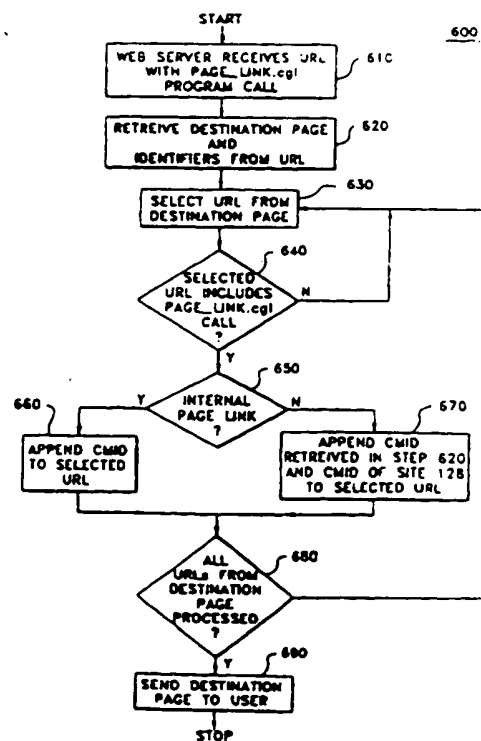 START
600
WEB SERVER RECEIVES URL
WITH PAGE_LINK.cgi
PROGRAM CALL
610
RETREIVE DESTINATION PAGE
AND
IDENTIFIERS FROM URL
620
SELECT URL FROM
DESTINATION PAGE
630
640
SELECTED
URL INCLUDES
PAGE_LINK.cgi
CALL
?
N
Y
650
INTERNAL
PAGE LINK
?
Y
N
660
APPEND CMID
TO SELECTED
URL
670
APPEND CMID
RETREIVED IN STEP 620
AND CMID OF SITE 128
TO SELECTED URL
680
ALL
URLs FROM
DESTINATION
PAGE
PROCESSED
?
Y
690
SEND DESTINATION
PAGE TO USER
STOP